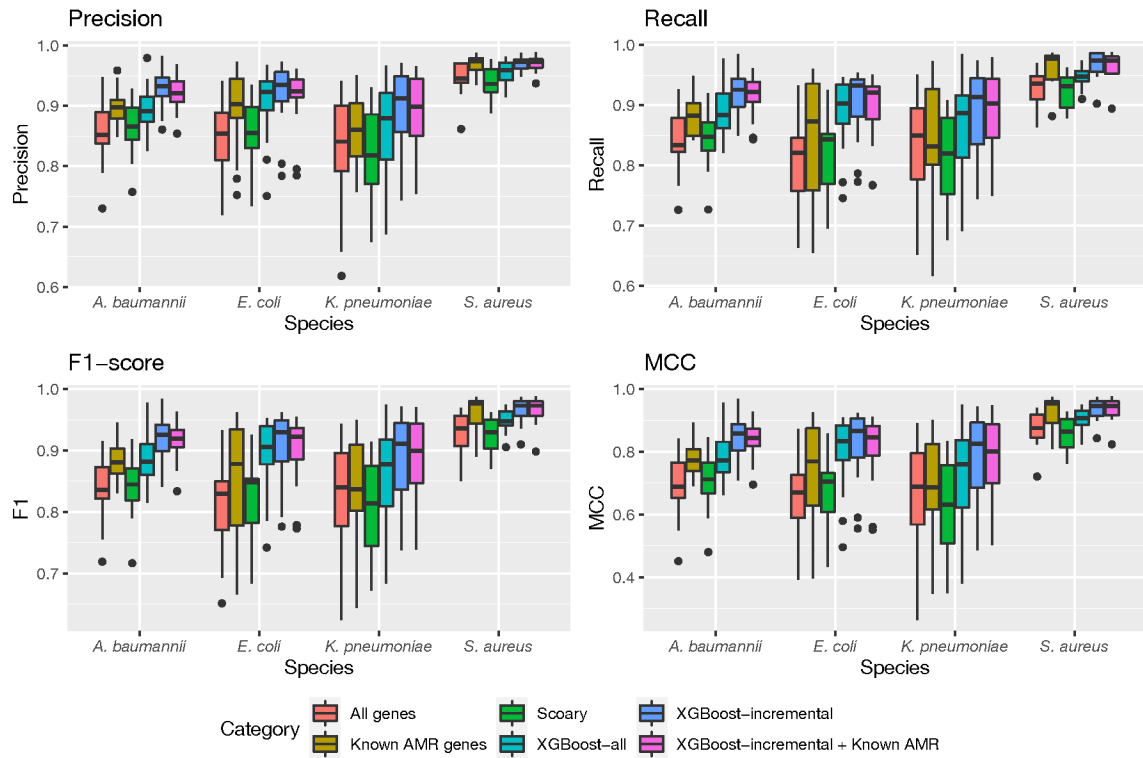 Precision
1.0
0.9
0.8
0.7
0.6
Precision
A. baumannii E. coli K. pneumoniae S. aureus
Species
Recall
1.0
0.9
0.8
0.7
0.6
Recall
A. baumannii E. coli K. pneumoniae S. aureus
Species
F1−score
1.0
0.9
0.8
0.7
F1
A. baumannii E. coli K. pneumoniae S. aureus
Species
MCC
1.0
0.8
0.6
0.4
MCC
A. baumannii E. coli K. pneumoniae S. aureus
Species
Category
All genes Scoary XGBoost−incremental
Known AMR genes XGBoost−all XGBoost−incremental + Known AMR